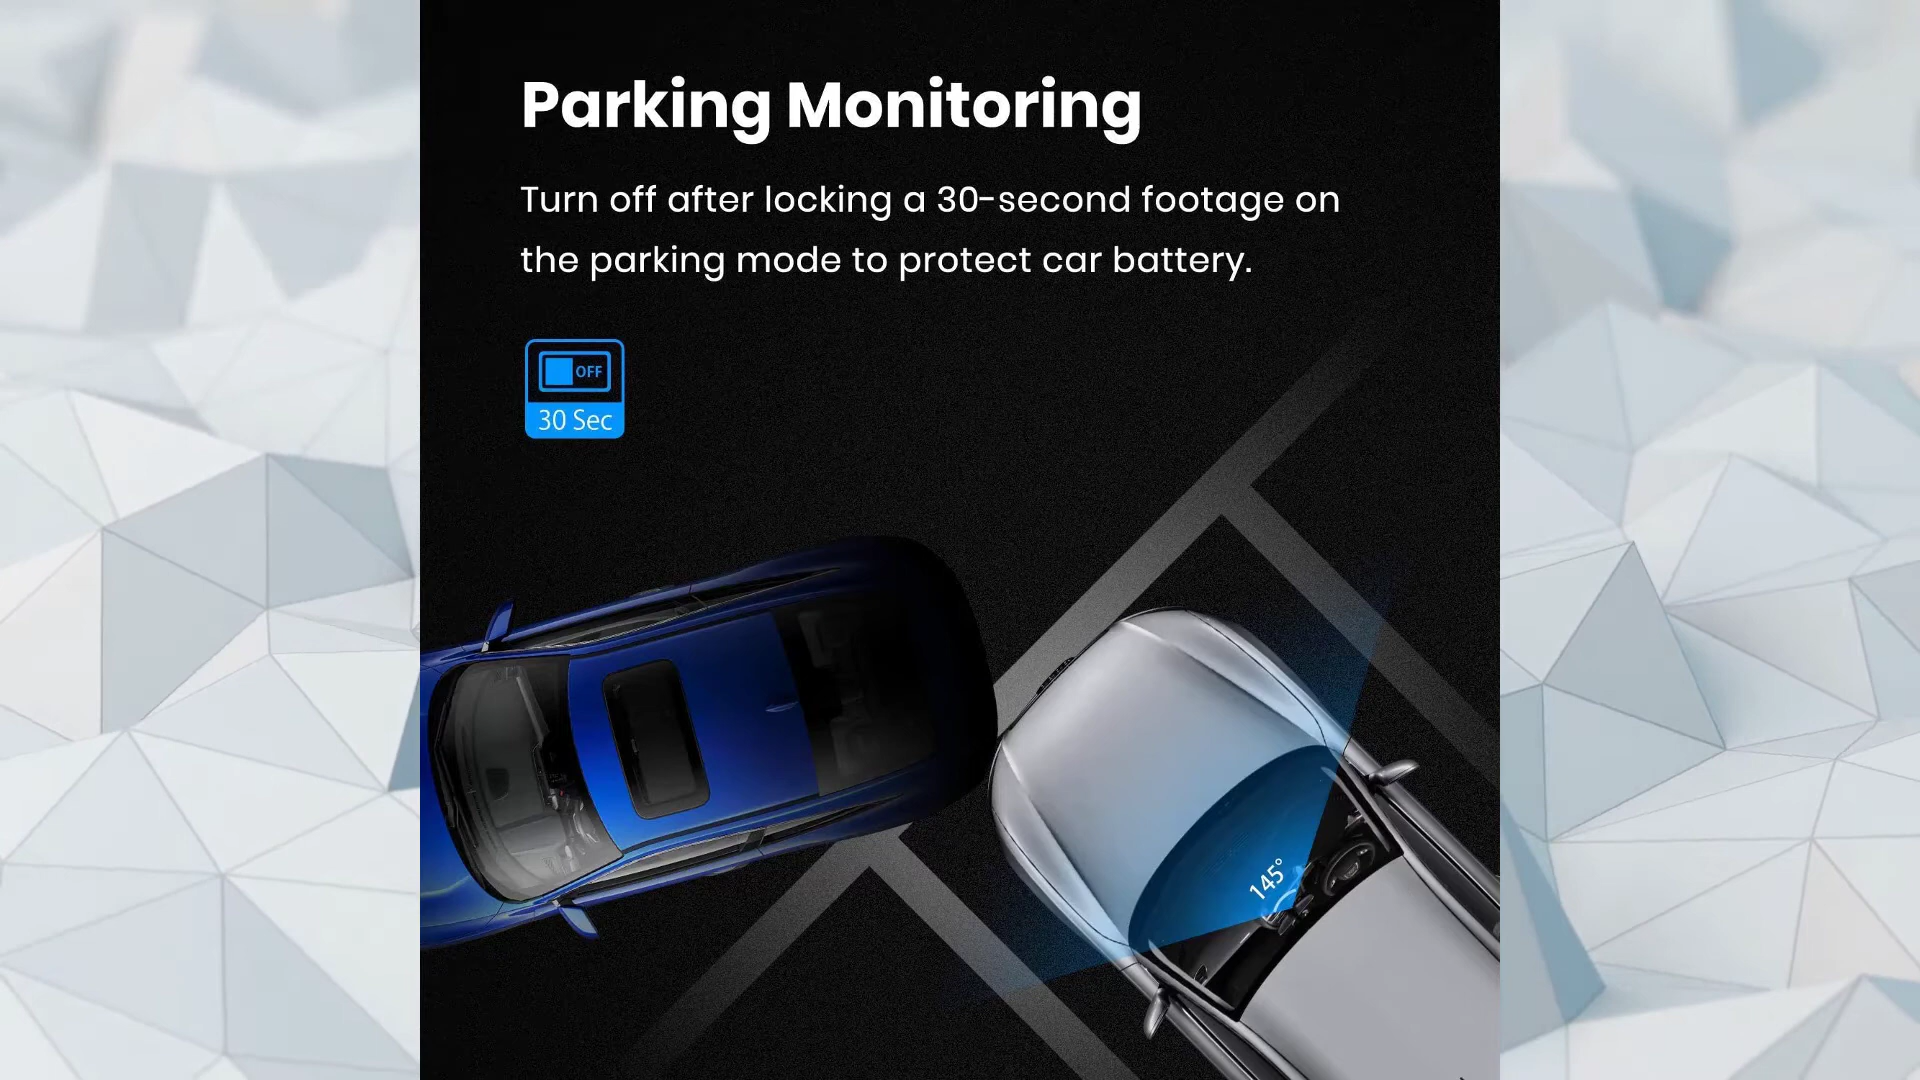 Parking Monitoring
Turn off after locking a 30-second footage on
the parking mode to protect car battery.
OFF
30 Sec
145°